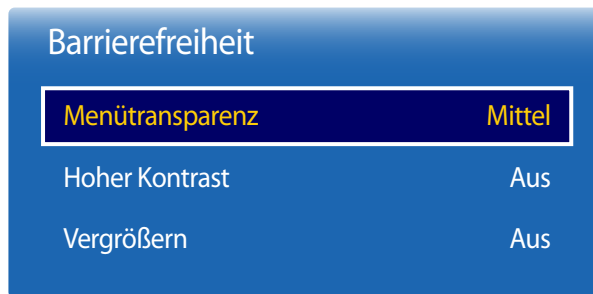 Barrierefreiheit
Menütransparenz Mittel
Hoher Kontrast Aus
Vergrößern Aus